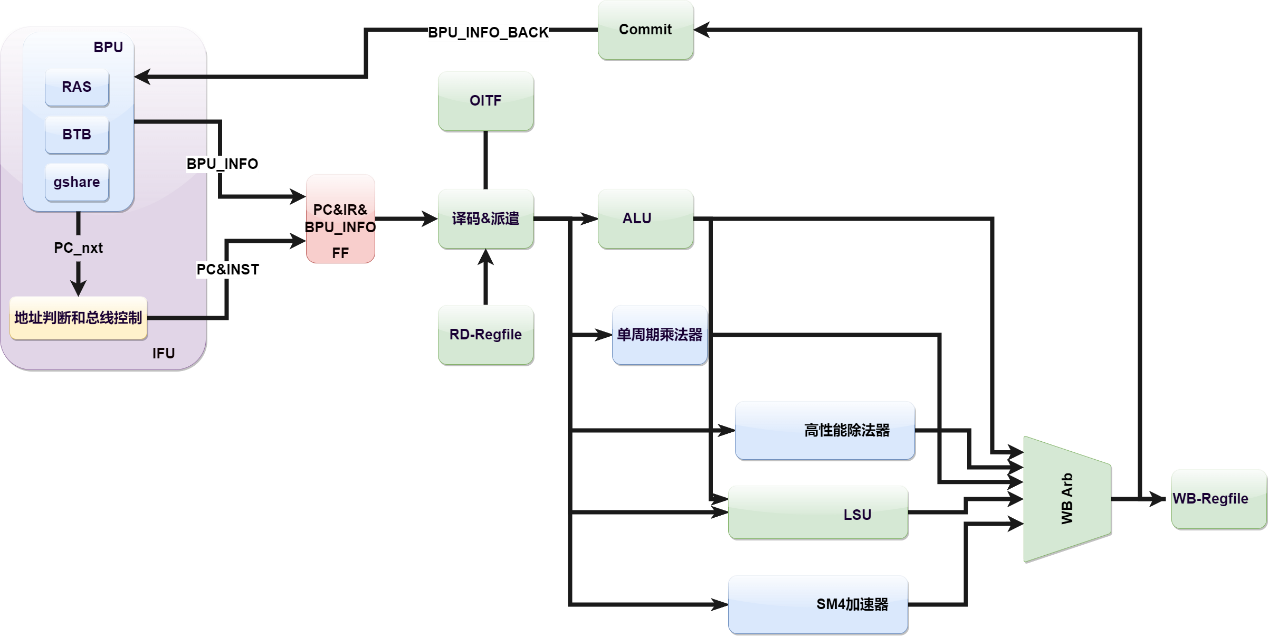 BPU
RAS
BTB
gshare
PC_nxt
地址判断和总线控制
IFU
BPU_INFO
PC&INST
PC&IR&
BPU_INFO
FF
BPU_INFO_BACK
Commit
OITF
译码&派遣
RD-Regfile
ALU
单周期乘法器
高性能除法器
LSU
SM4加速器
WB Arb
WB-Regfile